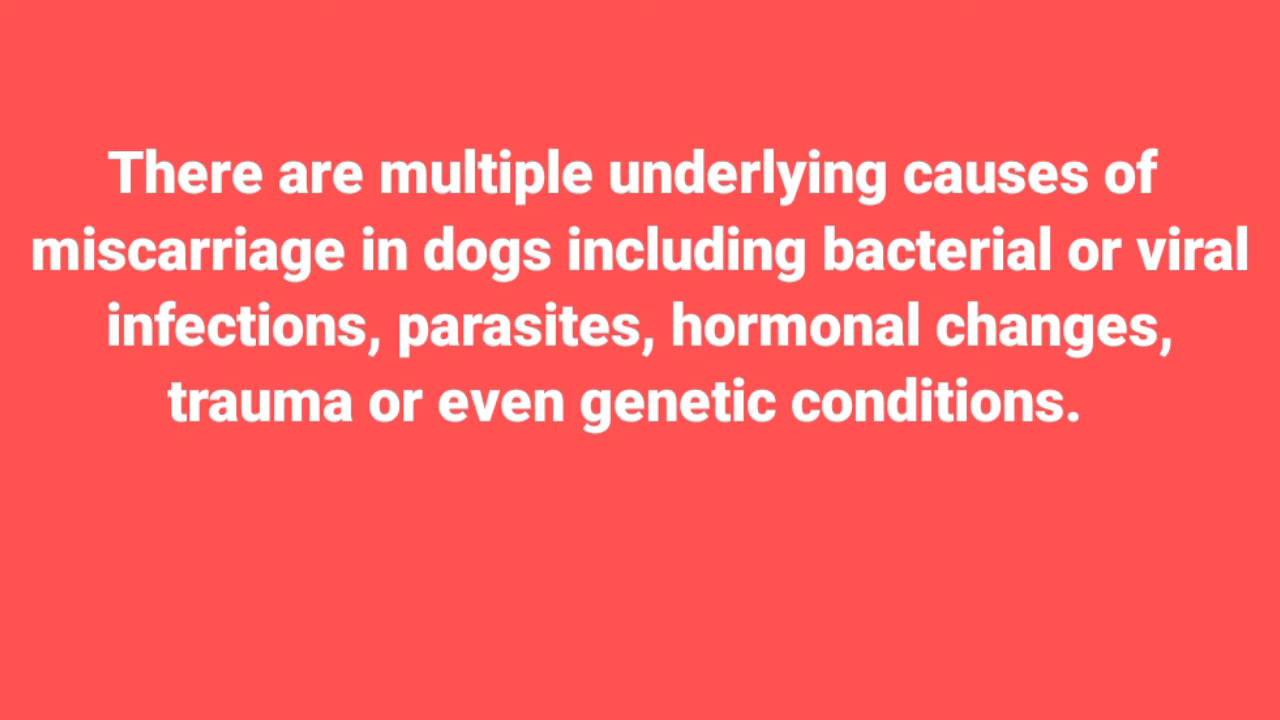 There are multiple underlying causes of
miscarriage in dogs including bacterial or viral
infections, parasites, hormonal changes,
trauma or even genetic conditions.